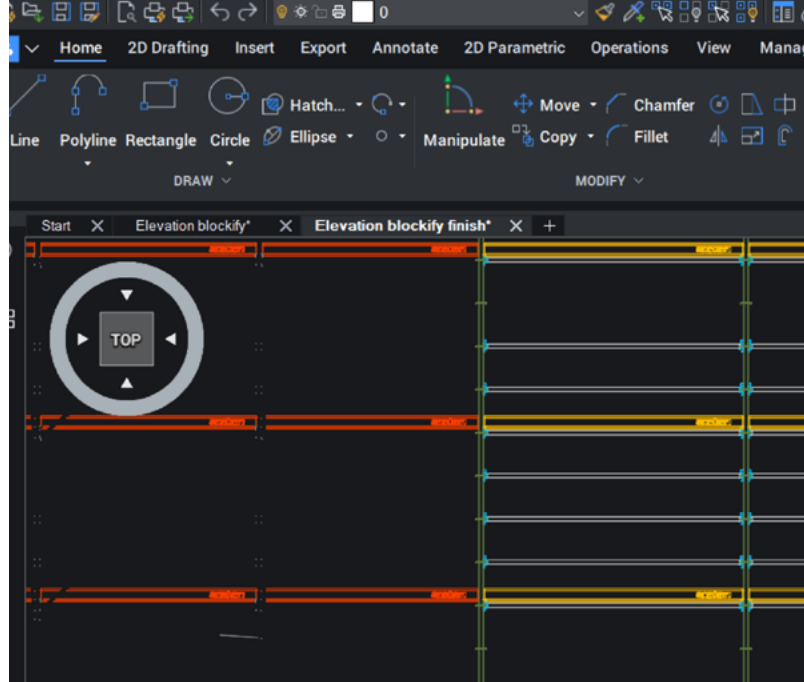 0
Home 2D Drafting Insert Export Annotate 2D Parametric Operations View
Hatch... Move Chamfer
Line Polyline Rectangle Circle Ellipse Manipulate Copy Fillet
DRAW MODIFY
Start Elevation blockify* Elevation blockify finish*
TOP